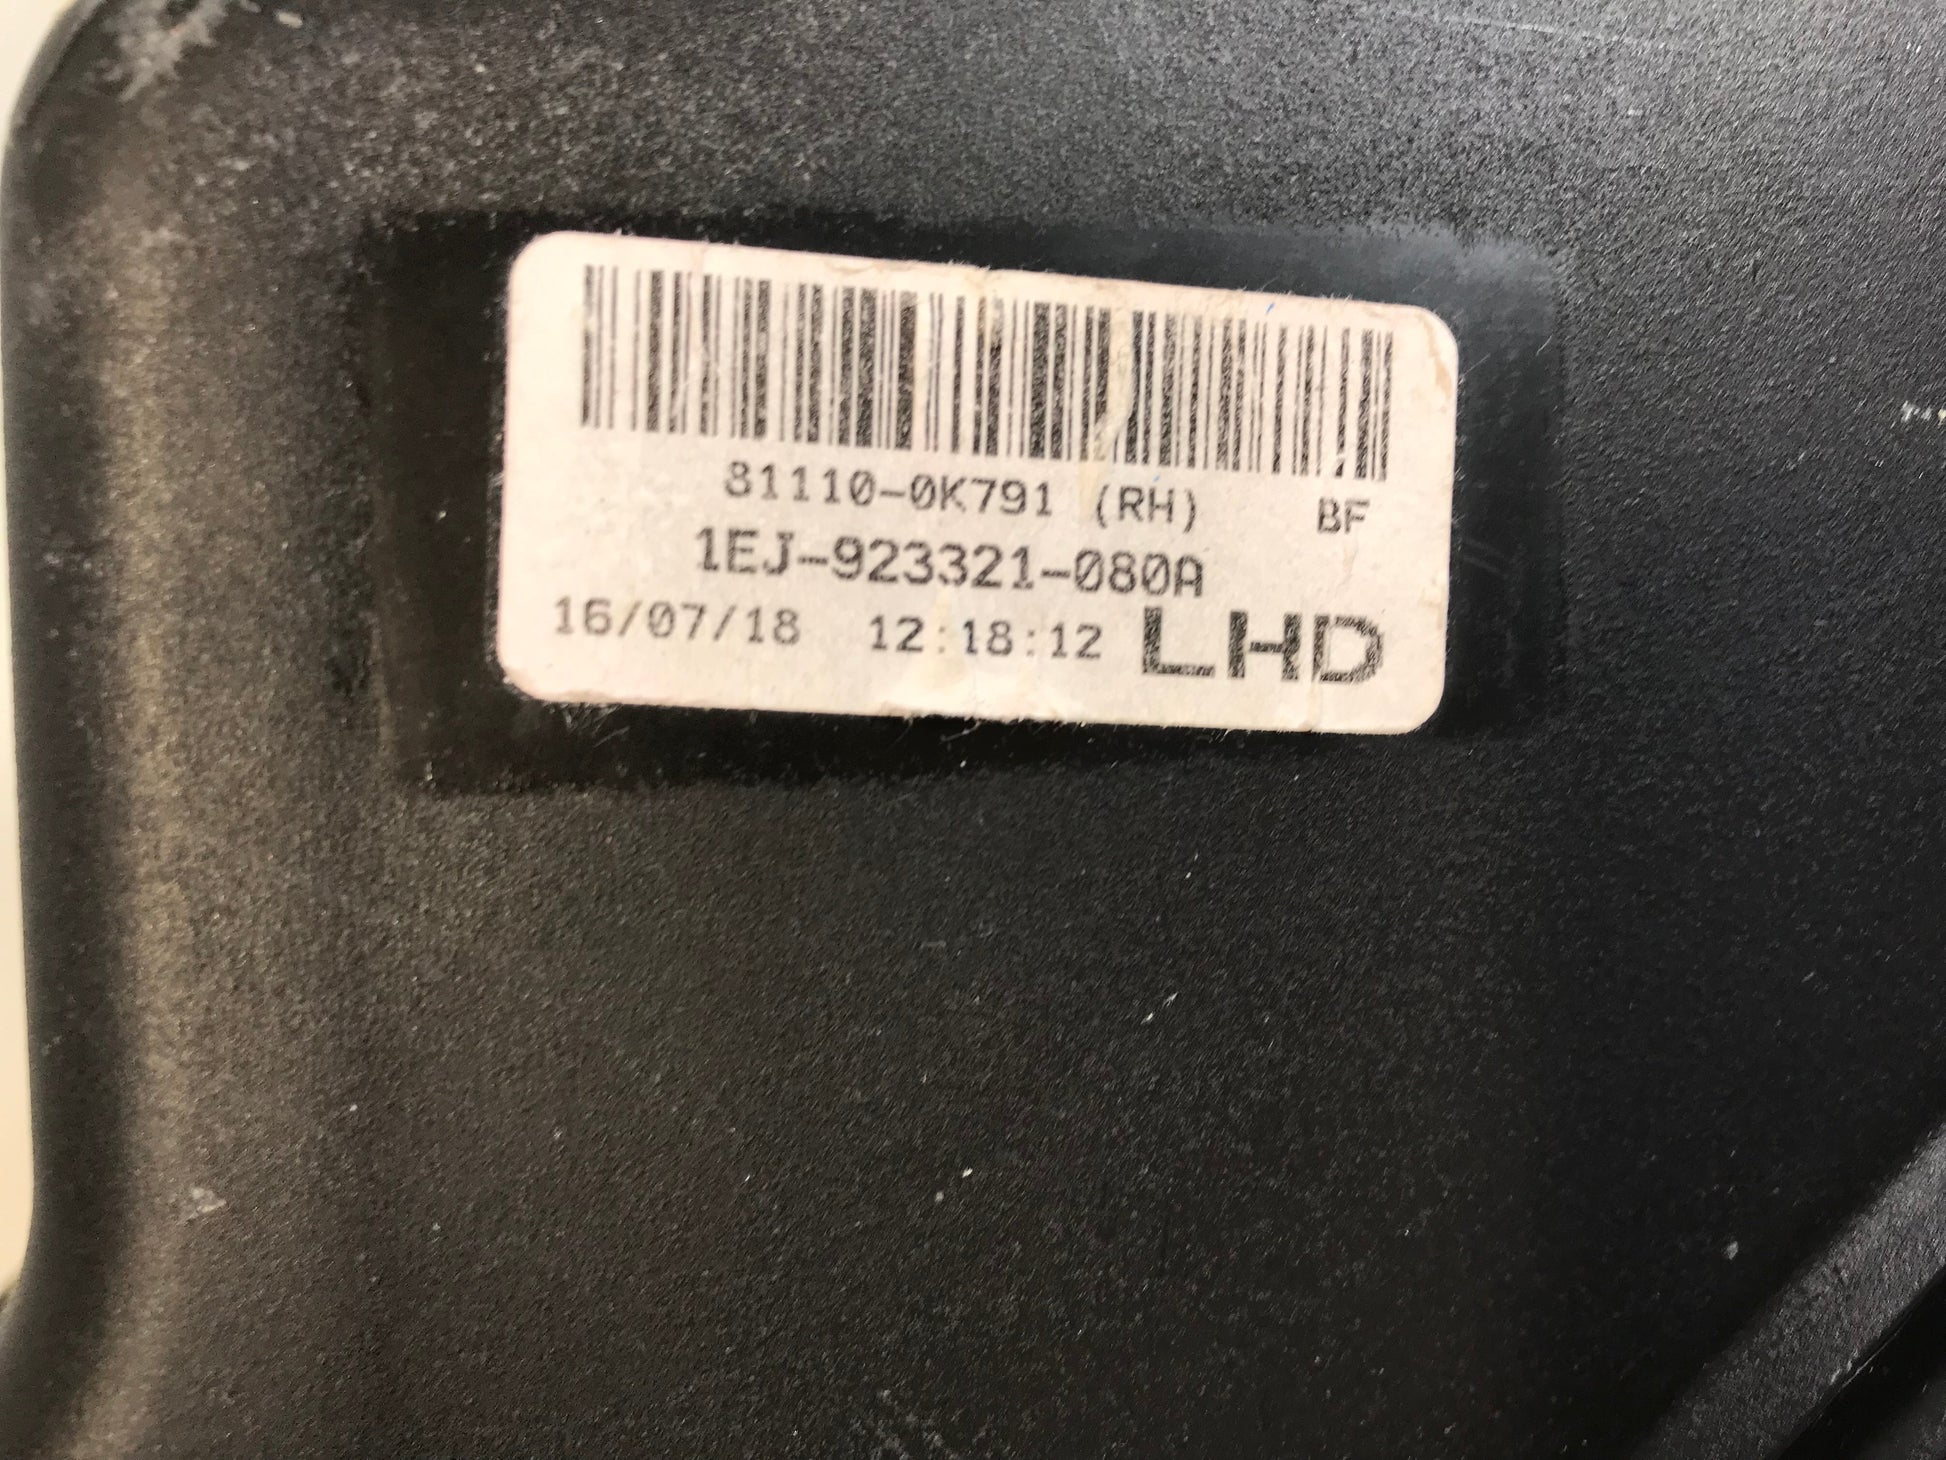 81110-0K791 (RH) BF
1EJ-923321-080A
16/07/18 12:18:12 LHD